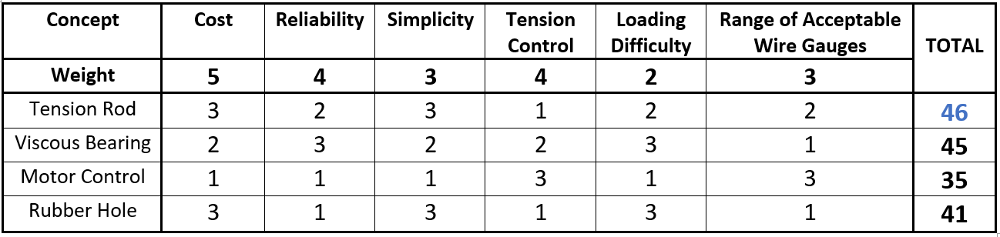 Concept Cost Reliability Simplicity Tension Control Loading Difficulty Range of Acceptable Wire Gauges TOTAL
Weight 5 4 3 4 2 3
Tension Rod 3 2 3 1 2 2 46
Viscous Bearing 2 3 2 2 3 1 45
Motor Control 1 1 1 3 1 3 35
Rubber Hole 3 1 3 1 3 1 41